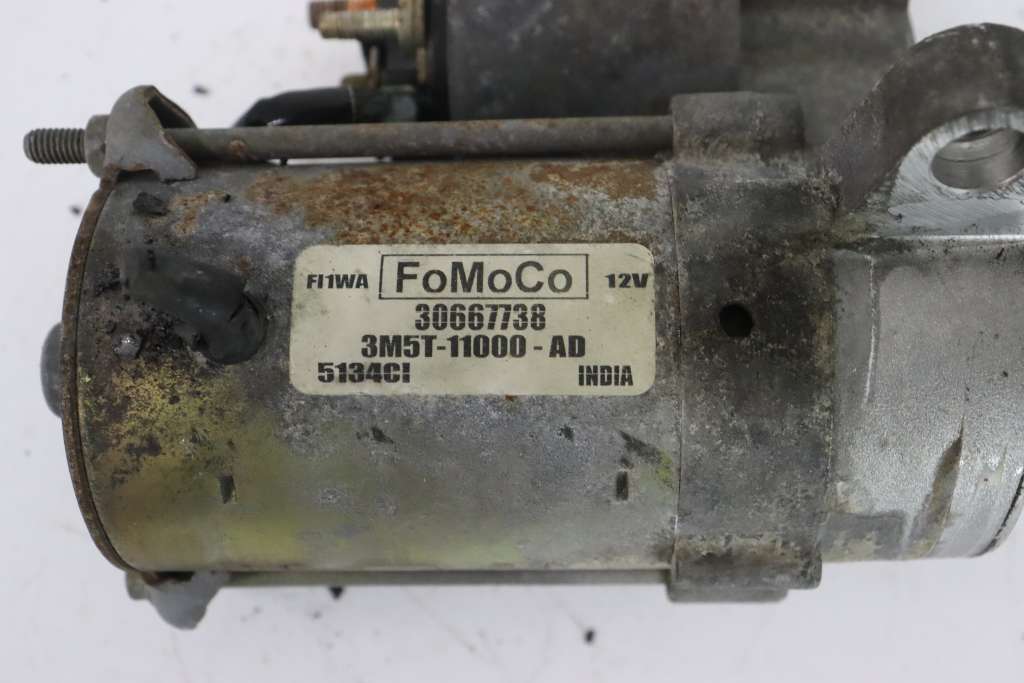 FI1WA FoMoCo 12V
30667738
3M5T-11000 - AD
5134CI INDIA